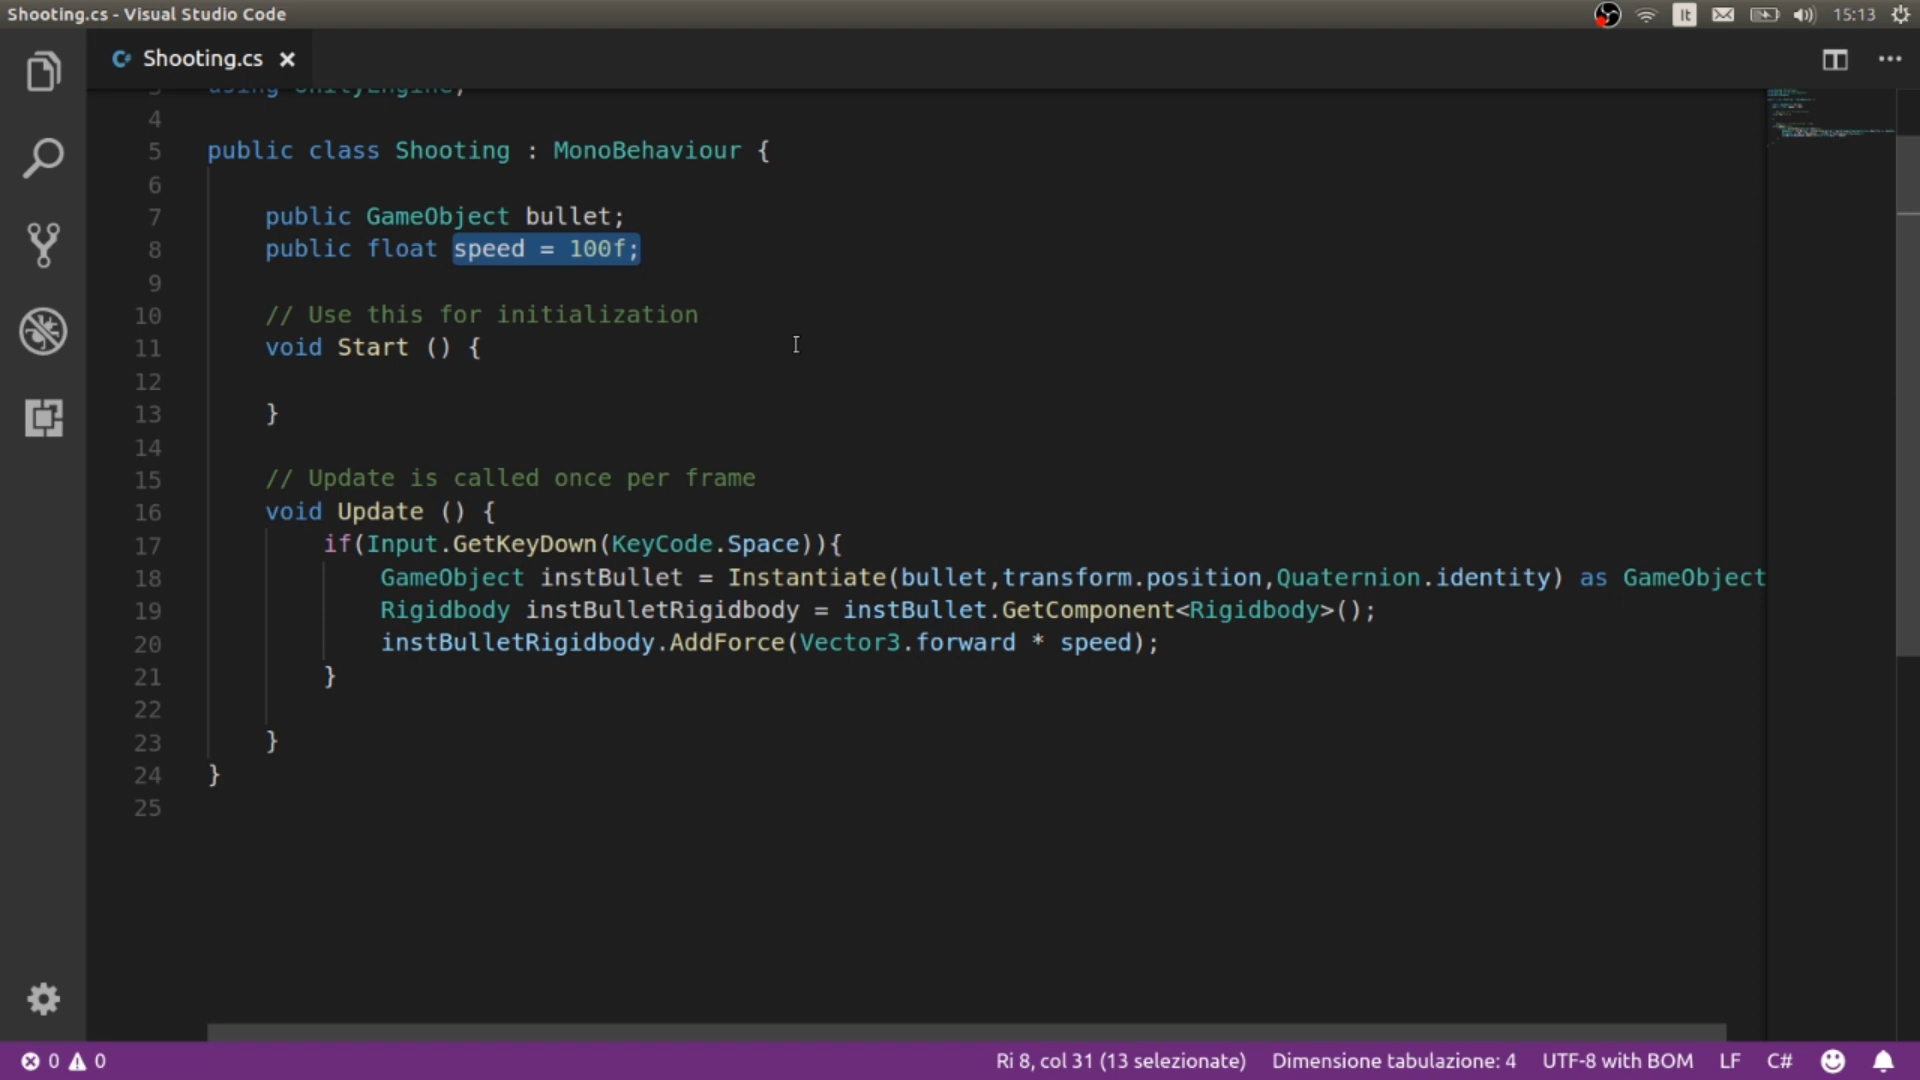 Shooting.cs - Visual Studio Code
It
15:13
Shooting.cs
3 using UnityEngine;
4
5 public class Shooting : MonoBehaviour {
6
7 public GameObject bullet;
8 public float speed = 100f;
9
10 // Use this for initialization
11 void Start () {
12
13 }
14
15 // Update is called once per frame
16 void Update () {
17 if(Input.GetKeyDown(KeyCode.Space)){
18 GameObject instBullet = Instantiate(bullet,transform.position,Quaternion.identity) as GameObject
19 Rigidbody instBulletRigidbody = instBullet.GetComponent<Rigidbody>();
20 instBulletRigidbody.AddForce(Vector3.forward * speed);
21 }
22
23 }
24 }
25
0 0 Ri 8, col 31 (13 selezionate) Dimensione tabulazione: 4 UTF-8 with BOM LF C#